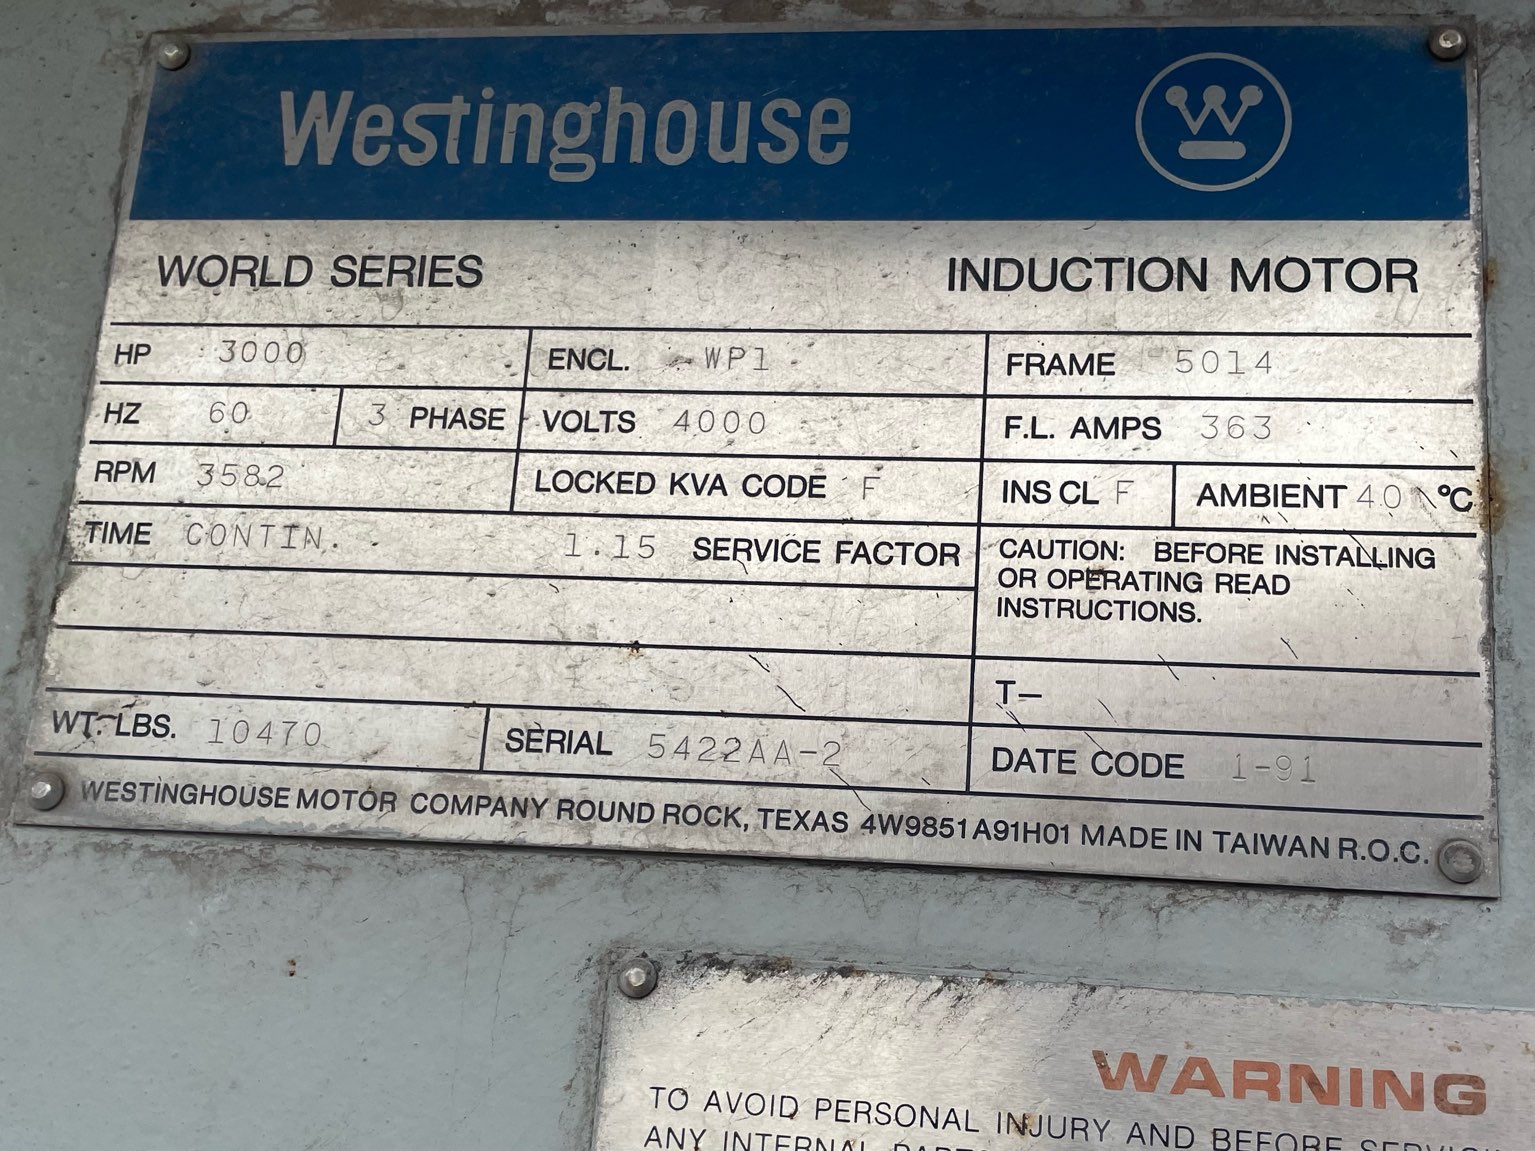 Westinghouse
WORLD SERIES INDUCTION MOTOR
HP 3000 ENCL. WP1 FRAME 5014
HZ 60 3 PHASE VOLTS 4000 F.L. AMPS 363
RPM 3582 LOCKED KVA CODE F INS CL F AMBIENT 40 °C
TIME CONTIN. 1.15 SERVICE FACTOR
CAUTION: BEFORE INSTALLING
OR OPERATING READ
INSTRUCTIONS.
T—
WT. LBS. 10470 SERIAL 5422AA-2 DATE CODE 1-91
WESTINGHOUSE MOTOR COMPANY ROUND ROCK, TEXAS 4W9851A91H01 MADE IN TAIWAN R.O.C.
WARNING
TO AVOID PERSONAL INJURY AND BEFORE
ANY INTERNAL